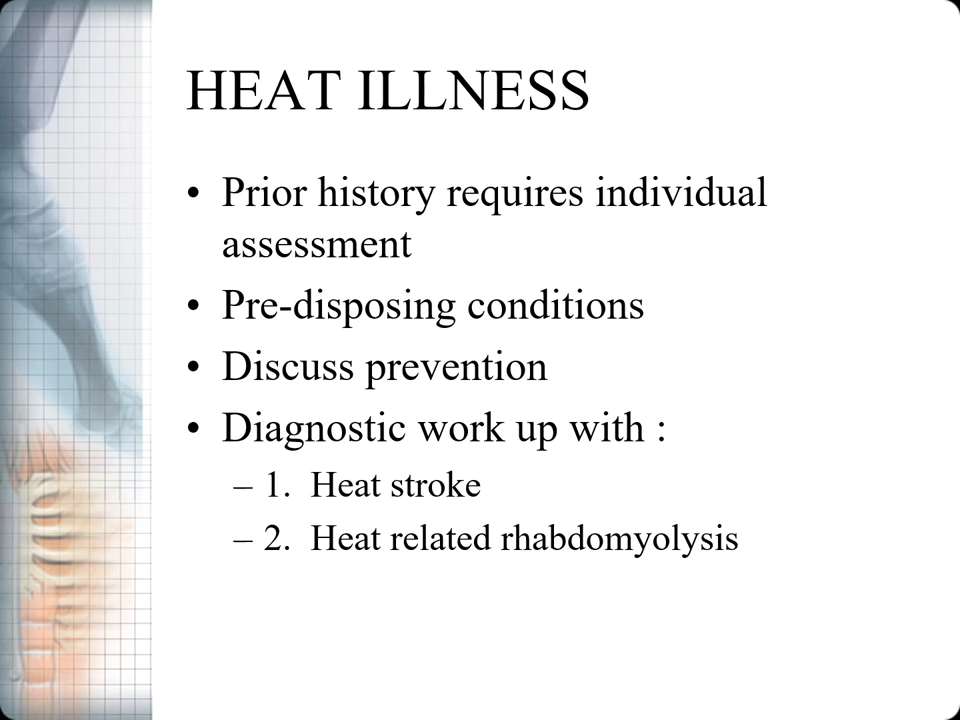 HEAT ILLNESS
• Prior history requires individual
assessment
• Pre-disposing conditions
• Discuss prevention
• Diagnostic work up with :
– 1. Heat stroke
– 2. Heat related rhabdomyolysis